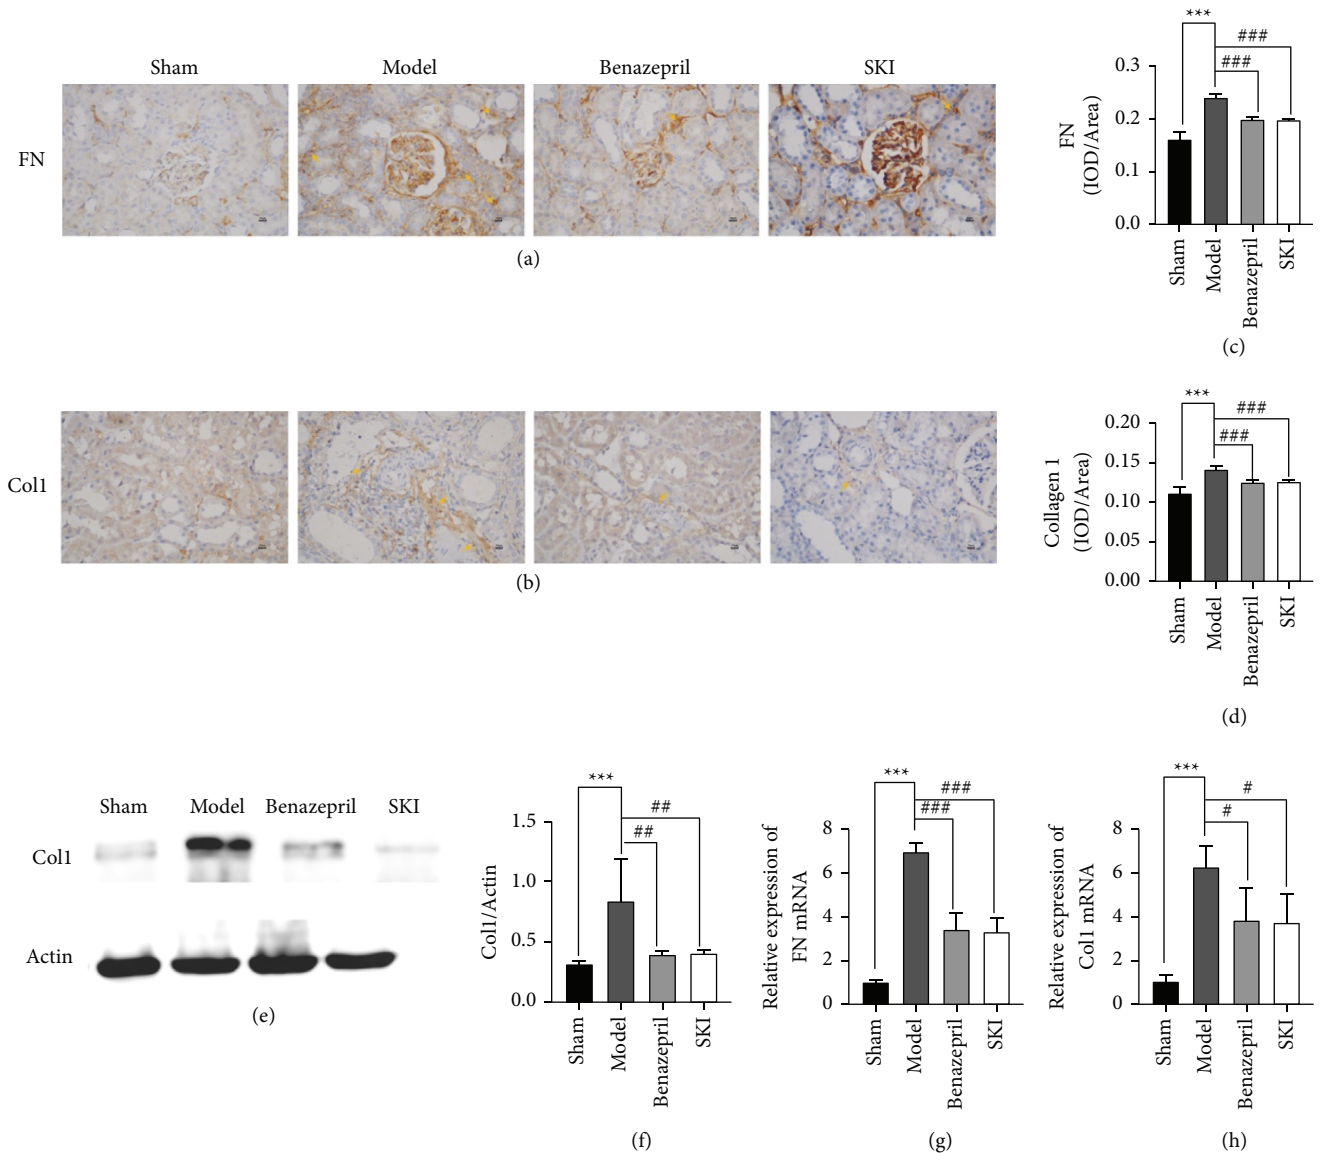 Sham Model Benazepril SKI
FN
(a)
***
###
###
FN
(IOD/Area)
0.3
0.2
0.1
0.0
Sham
Model
Benazepril
SKI
(c)
Col1
(b)
***
###
###
Collagen 1
(IOD/Area)
0.20
0.15
0.10
0.05
0.00
Sham
Model
Benazepril
SKI
(d)
Sham Model Benazepril SKI
Col1
Actin
(e)
***
##
##
Col1/Actin
1.5
1.0
0.5
0.0
Sham
Model
Benazepril
SKI
(f)
***
###
###
Relative expression of
FN mRNA
8
6
4
2
0
Sham
Model
Benazepril
SKI
(g)
***
#
#
Relative expression of
Col1 mRNA
8
6
4
2
0
Sham
Model
Benazepril
SKI
(h)